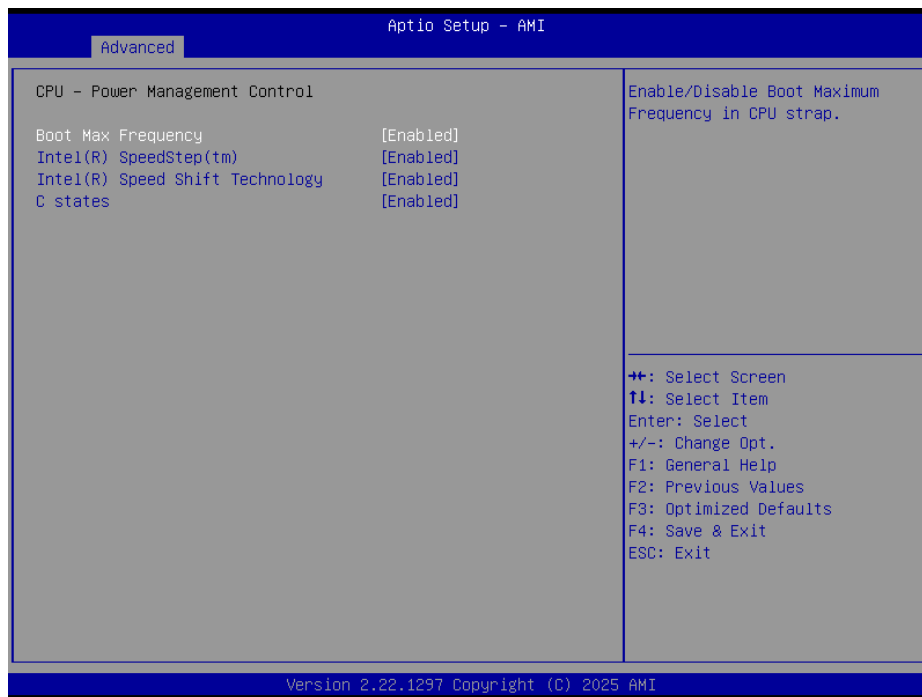 Aptio Setup – AMI
Advanced
CPU – Power Management Control
Boot Max Frequency [Enabled]
Intel(R) SpeedStep(tm) [Enabled]
Intel(R) Speed Shift Technology [Enabled]
C states [Enabled]
Enable/Disable Boot Maximum
Frequency in CPU strap.
→←: Select Screen
↑↓: Select Item
Enter: Select
+/-: Change Opt.
F1: General Help
F2: Previous Values
F3: Optimized Defaults
F4: Save & Exit
ESC: Exit
Version 2.22.1297 Copyright (C) 2025 AMI